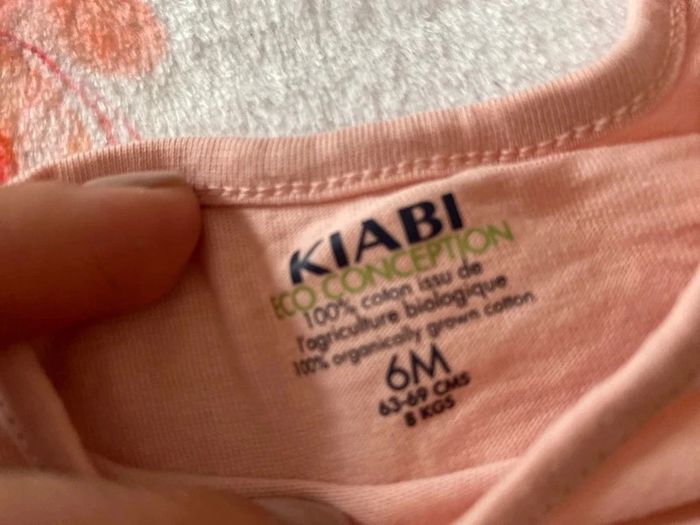 KIABI
ECO CONCEPTION
100% coton issu de
l'agriculture biologique
100% organically grown cotton
6M
63-69 CMS
8 KGS